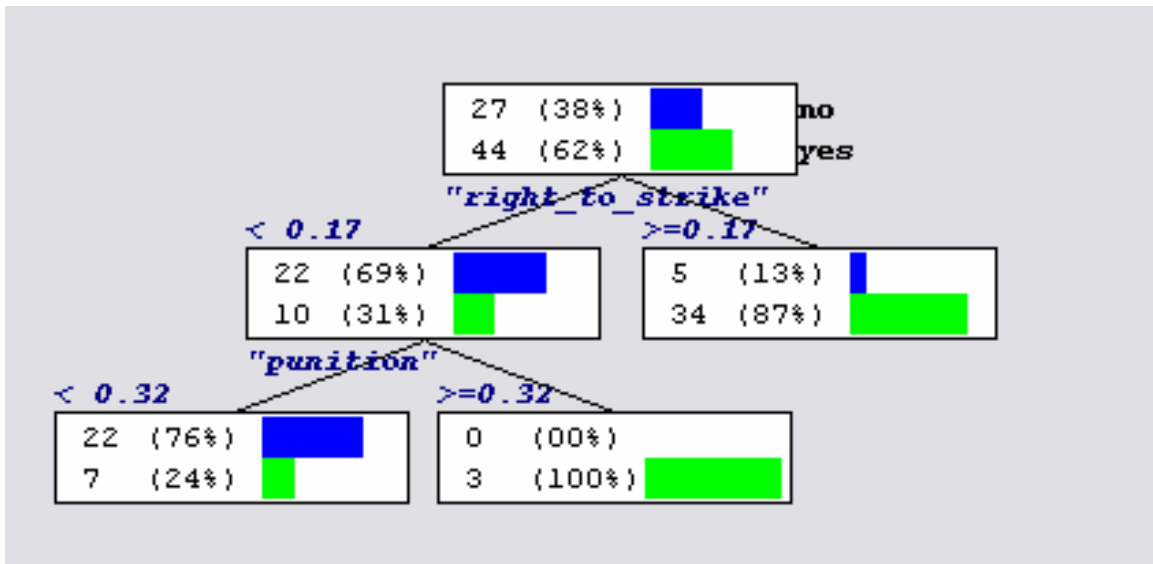 27 (38%) no
44 (62%) yes
"right_to_strike"
< 0.17 >=0.17
22 (69%) 5 (13%)
10 (31%) 34 (87%)
"punition"
< 0.32 >=0.32
22 (76%) 0 (00%)
7 (24%) 3 (100%)